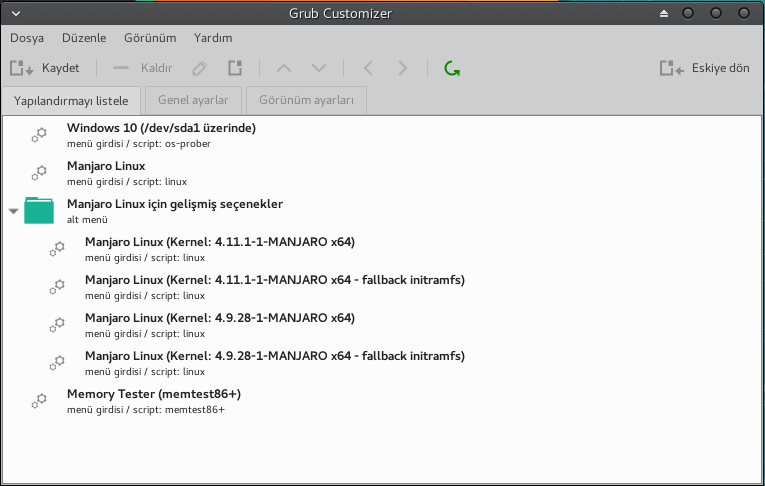 Grub Customizer
Dosya Düzenle Görünüm Yardım
Kaydet Kaldır Eskiye dön
Yapılandırmayı listele Genel ayarlar Görünüm ayarları
Windows 10 (/dev/sda1 üzerinde)
menü girdisi / script: os-prober
Manjaro Linux
menü girdisi / script: linux
Manjaro Linux için gelişmiş seçenekler
alt menü
Manjaro Linux (Kernel: 4.11.1-1-MANJARO x64)
menü girdisi / script: linux
Manjaro Linux (Kernel: 4.11.1-1-MANJARO x64 - fallback initramfs)
menü girdisi / script: linux
Manjaro Linux (Kernel: 4.9.28-1-MANJARO x64)
menü girdisi / script: linux
Manjaro Linux (Kernel: 4.9.28-1-MANJARO x64 - fallback initramfs)
menü girdisi / script: linux
Memory Tester (memtest86+)
menü girdisi / script: memtest86+